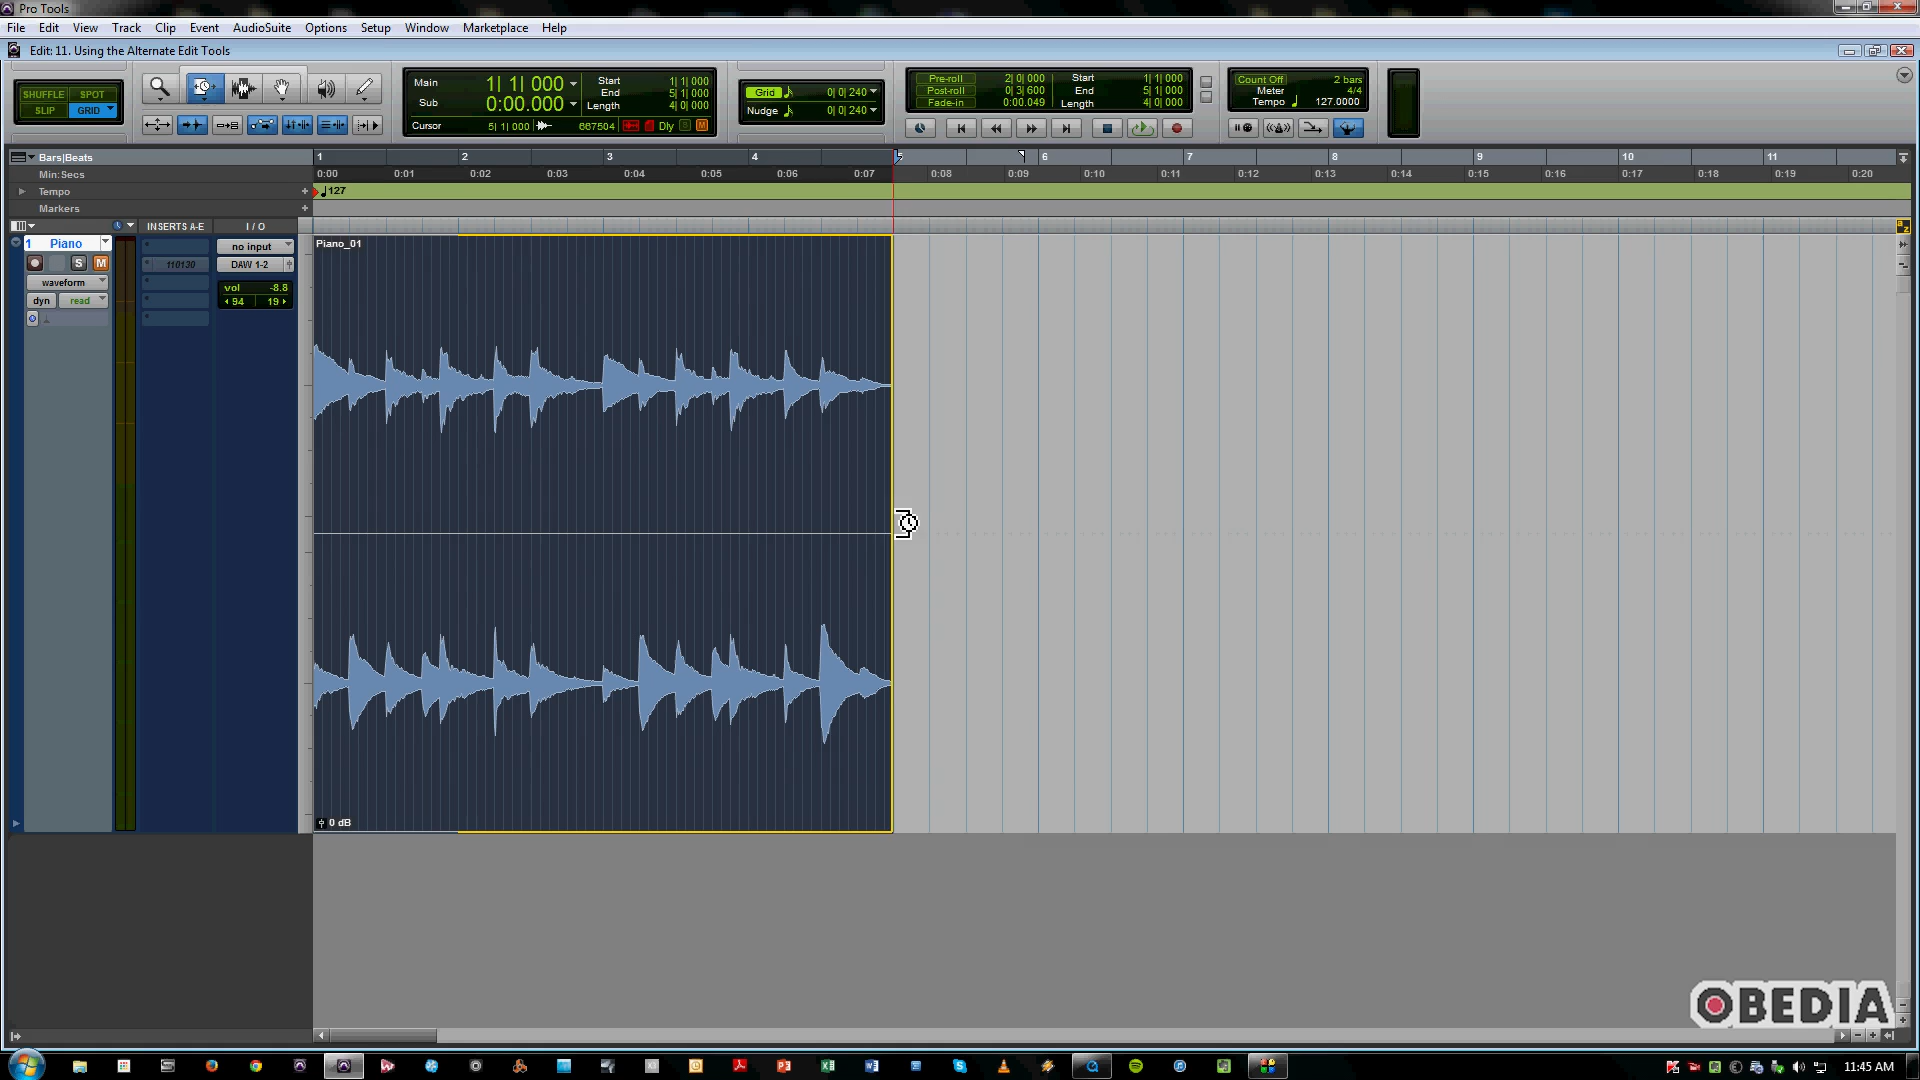 Pro Tools
File Edit View Track Clip Event AudioSuite Options Setup Window Marketplace Help
Edit: 11. Using the Alternate Edit Tools
SHUFFLE SPOT
SLIP GRID
Main 1| 1| 000
Sub 0:00.000
Start 1| 1| 000
End 5| 1| 000
Length 4| 0| 000
Cursor 5| 1| 000 667504 Dly
Grid 0| 0| 240
Nudge 0| 0| 240
Pre-roll 2| 0| 000
Post-roll 0| 3| 600
Fade-in 0:00.049
Start 1| 1| 000
End 5| 1| 000
Length 4| 0| 000
Count Off 2 bars
Meter 4/4
Tempo 127.0000
Bars|Beats 1 2 3 4 5 6 7 8 9 10 11
Min:Secs 0:00 0:01 0:02 0:03 0:04 0:05 0:06 0:07 0:08 0:09 0:10 0:11 0:12 0:13 0:14 0:15 0:16 0:17 0:18 0:19 0:20
Tempo + 127
Markers +
INSERTS A-E I / O
1 Piano
S M
waveform
dyn read
110130
no input
DAW 1-2
vol -8.8
94 19
Piano_01
0 dB
OBEDIA
11:45 AM